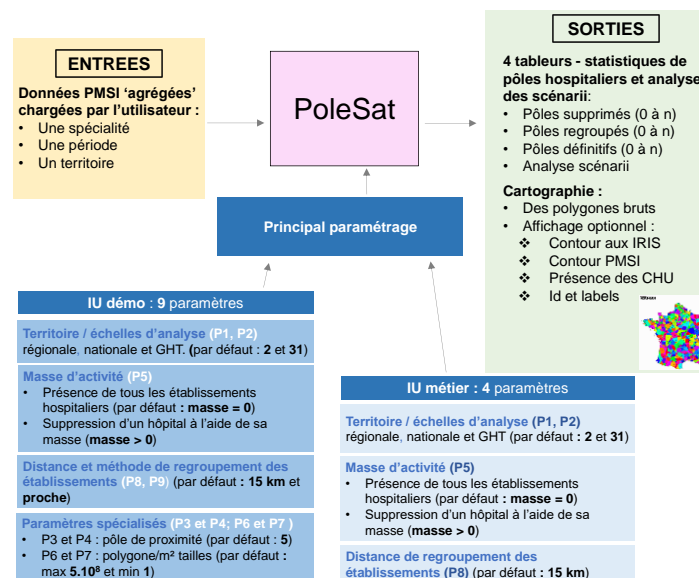 ENTREES
Données PMSI ‘agrégées’
chargées par l’utilisateur :
• Une spécialité
• Une période
• Un territoire
PoleSat
SORTIES
4 tableurs - statistiques de
pôles hospitaliers et analyse
des scénarii:
• Pôles supprimés (0 à n)
• Pôles regroupés (0 à n)
• Pôles définitifs (0 à n)
• Analyse scénarii
Cartographie :
• Des polygones bruts
• Affichage optionnel :
❖ Contour aux IRIS
❖ Contour PMSI
❖ Présence des CHU
❖ Id et labels
Principal paramétrage
IU démo : 9 paramètres
Territoire / échelles d’analyse (P1, P2)
régionale, nationale et GHT. (par défaut : 2 et 31)
Masse d’activité (P5)
• Présence de tous les établissements
hospitaliers (par défaut : masse = 0)
• Suppression d’un hôpital à l’aide de sa
masse (masse > 0)
Distance et méthode de regroupement des
établissements (P8, P9) (par défaut : 15 km et
proche)
Paramètres spécialisés (P3 et P4; P6 et P7 )
• P3 et P4 : pôle de proximité (par défaut : 5)
• P6 et P7 : polygone/m² tailles (par défaut :
max 5.10⁸ et min 1)
IU métier : 4 paramètres
Territoire / échelles d’analyse (P1, P2)
régionale, nationale et GHT (par défaut : 2 et 31)
Masse d’activité (P5)
• Présence de tous les établissements
hospitaliers (par défaut : masse = 0)
• Suppression d’un hôpital à l’aide de sa
masse (masse > 0)
Distance de regroupement des
établissements (P8) (par défaut : 15 km)